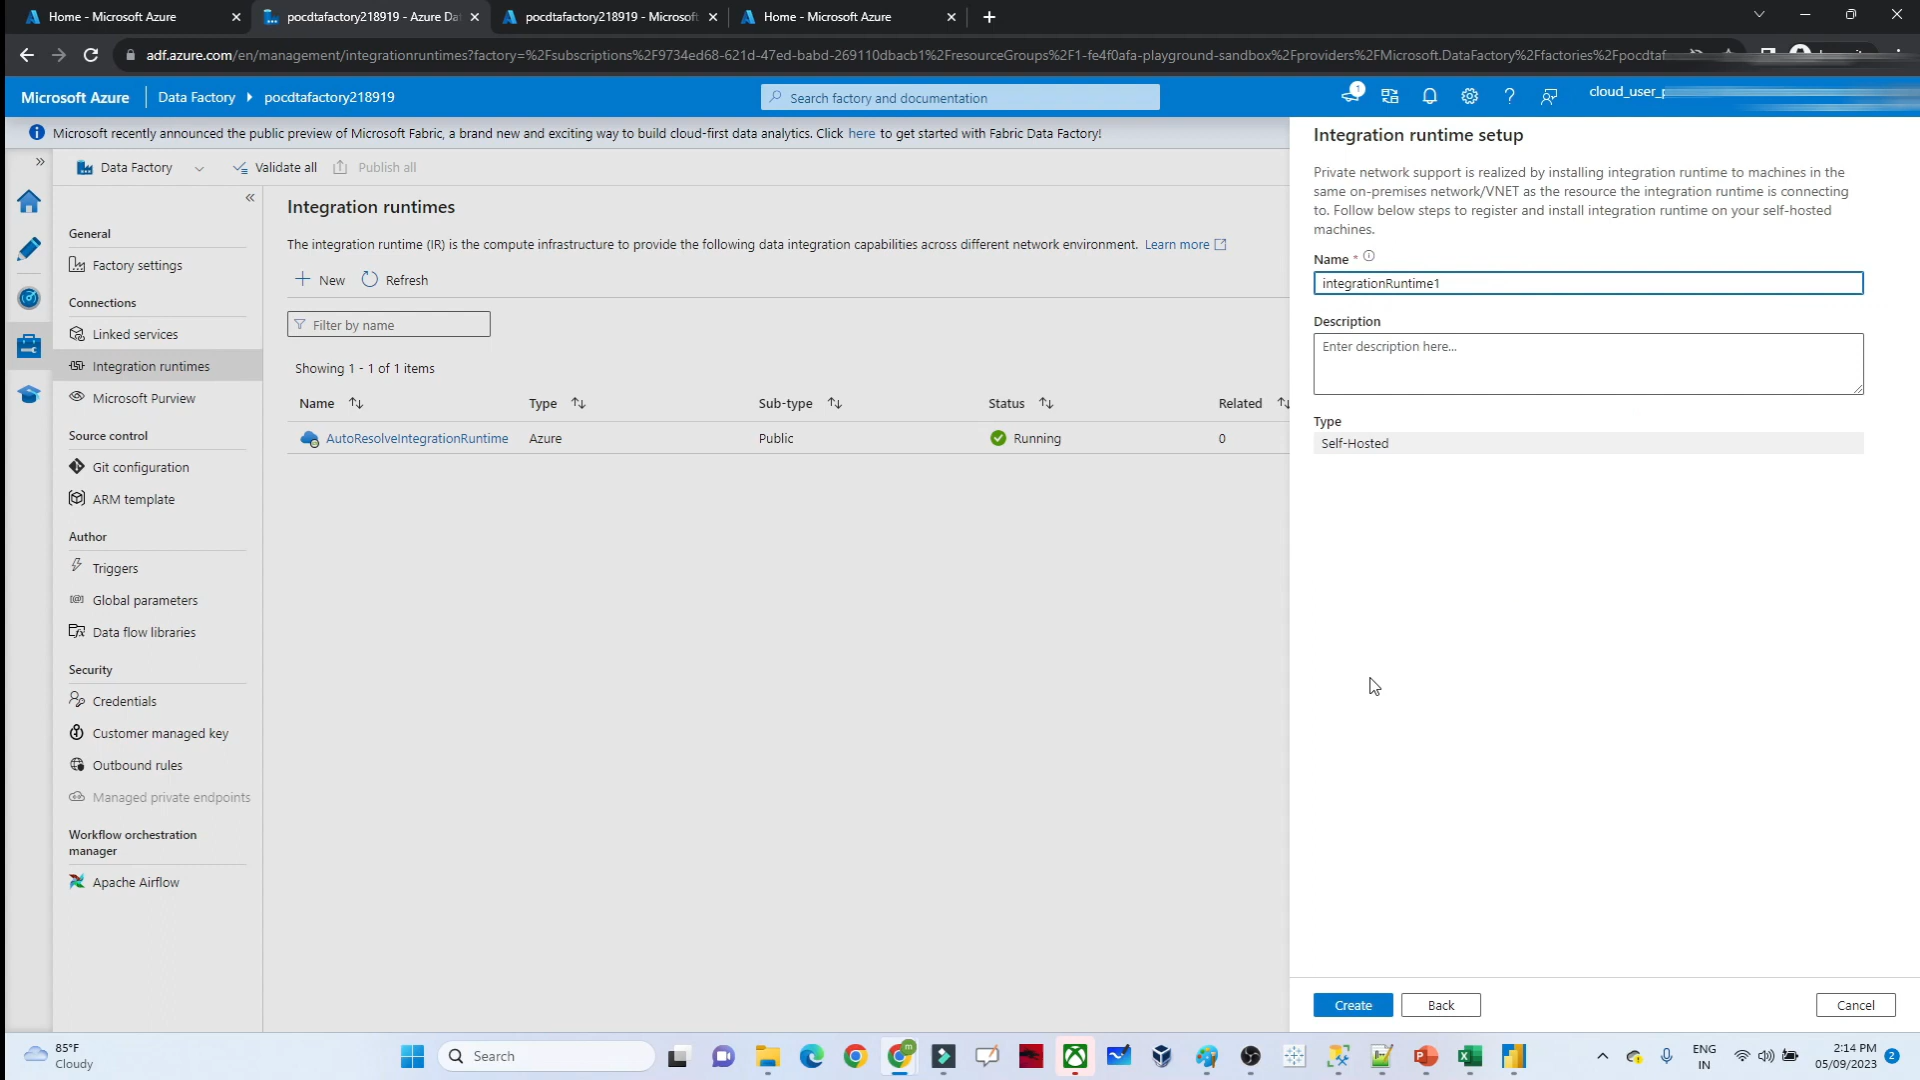 Home - Microsoft Azure
pocdtafactory218919 - Azure Da
pocdtafactory218919 - Microsoft
Home - Microsoft Azure
adf.azure.com/en/management/integrationruntimes?factory=%2Fsubscriptions%2F9734ed68-621d-47ed-babd-269110dbacb1%2FresourceGroups%2F1-fe4f0afa-playground-sandbox%2Fproviders%2FMicrosoft.DataFactory%2Ffactories%2Fpocdtaf
Microsoft Azure
Data Factory
pocdtafactory218919
Search factory and documentation
1
cloud_user_p
Microsoft recently announced the public preview of Microsoft Fabric, a brand new and exciting way to build cloud-first data analytics. Click here to get started with Fabric Data Factory!
Data Factory
Validate all
Publish all
General
Factory settings
Connections
Linked services
Integration runtimes
Microsoft Purview
Source control
Git configuration
ARM template
Author
Triggers
Global parameters
Data flow libraries
Security
Credentials
Customer managed key
Outbound rules
Managed private endpoints
Workflow orchestration
manager
Apache Airflow
Integration runtimes
The integration runtime (IR) is the compute infrastructure to provide the following data integration capabilities across different network environment. Learn more
New
Refresh
Filter by name
Showing 1 - 1 of 1 items
Name Type Sub-type Status Related
AutoResolveIntegrationRuntime Azure Public Running 0
Integration runtime setup
Private network support is realized by installing integration runtime to machines in the
same on-premises network/VNET as the resource the integration runtime is connecting
to. Follow below steps to register and install integration runtime on your self-hosted
machines.
Name *
integrationRuntime1
Description
Enter description here...
Type
Self-Hosted
Create
Back
Cancel
85°F
Cloudy
Search
ENG
IN
2:14 PM
05/09/2023
2